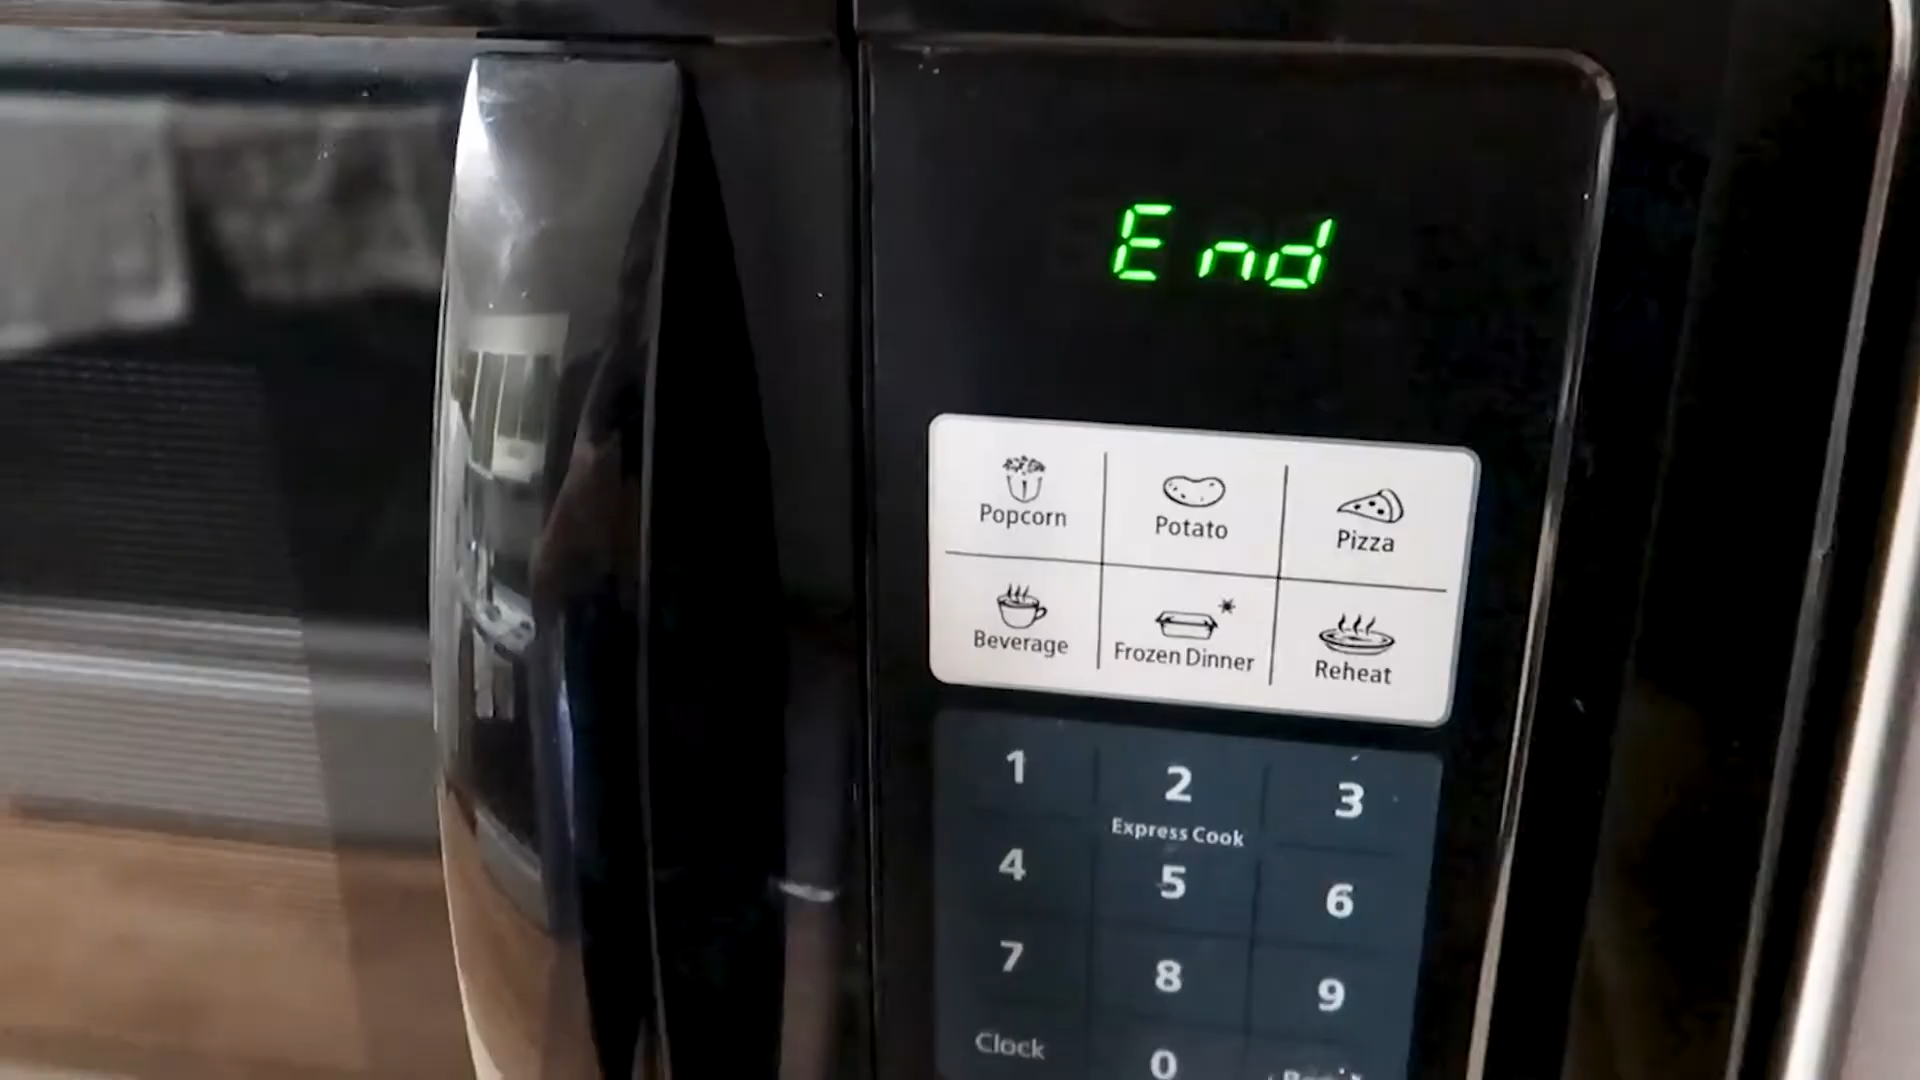 End
Popcorn Potato Pizza
Beverage Frozen Dinner Reheat
1 2 3
Express Cook
4 5 6
7 8 9
Clock 0